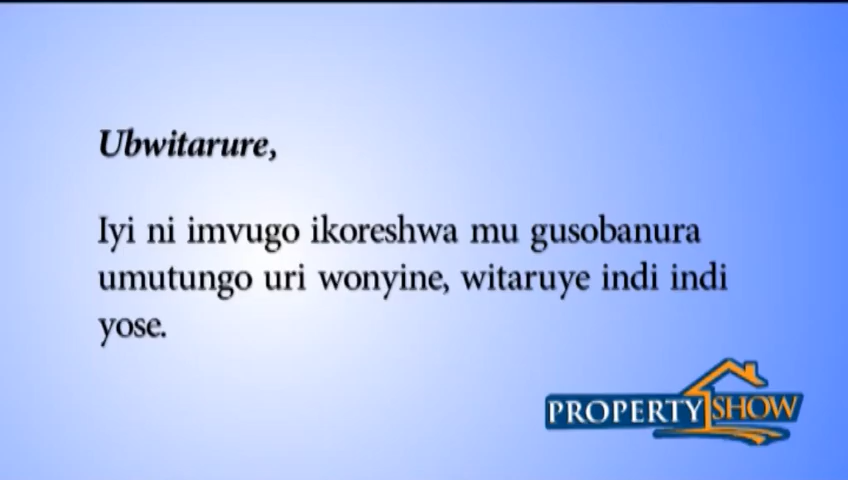 Ubwitarure,
Iyi ni imvugo ikoreshwa mu gusobanura
umutungo uri wonyine, witaruye indi indi
yose.
PROPERTY SHOW